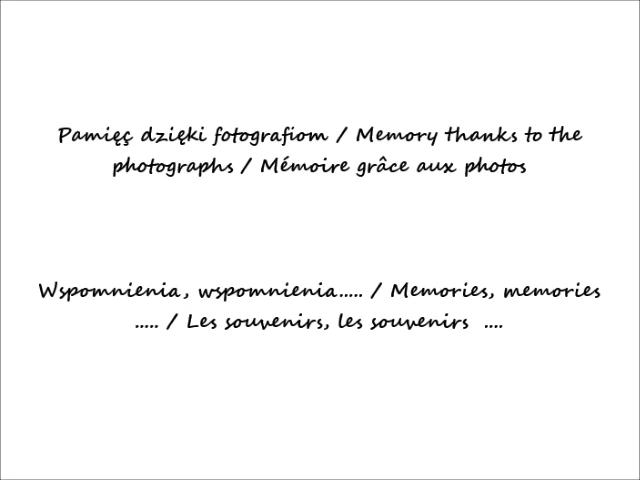 Pamięç dzięki fotografiom / Memory thanks to the
photographs / Mémoire grâce aux photos
Wspomnienia, wspomnienia..... / Memories, memories
..... / Les souvenirs, les souvenirs ....